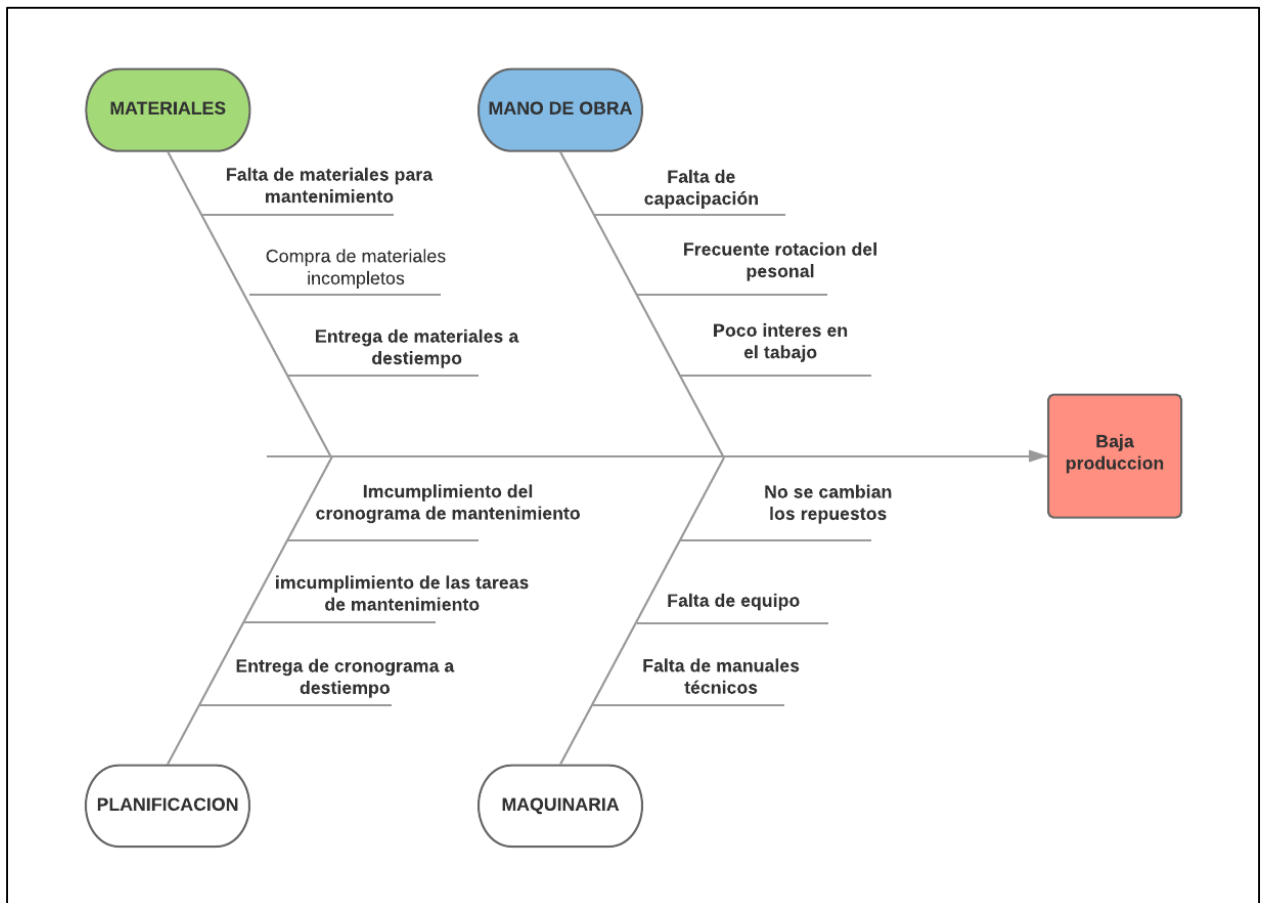 MATERIALES
MANO DE OBRA
Falta de materiales para
mantenimiento
Compra de materiales
incompletos
Entrega de materiales a
destiempo
Falta de
capacipación
Frecuente rotacion del
pesonal
Poco interes en
el tabajo
Baja
produccion
Imcumplimiento del
cronograma de mantenimiento
imcumplimiento de las tareas
de mantenimiento
Entrega de cronograma a
destiempo
No se cambian
los repuestos
Falta de equipo
Falta de manuales
técnicos
PLANIFICACION
MAQUINARIA